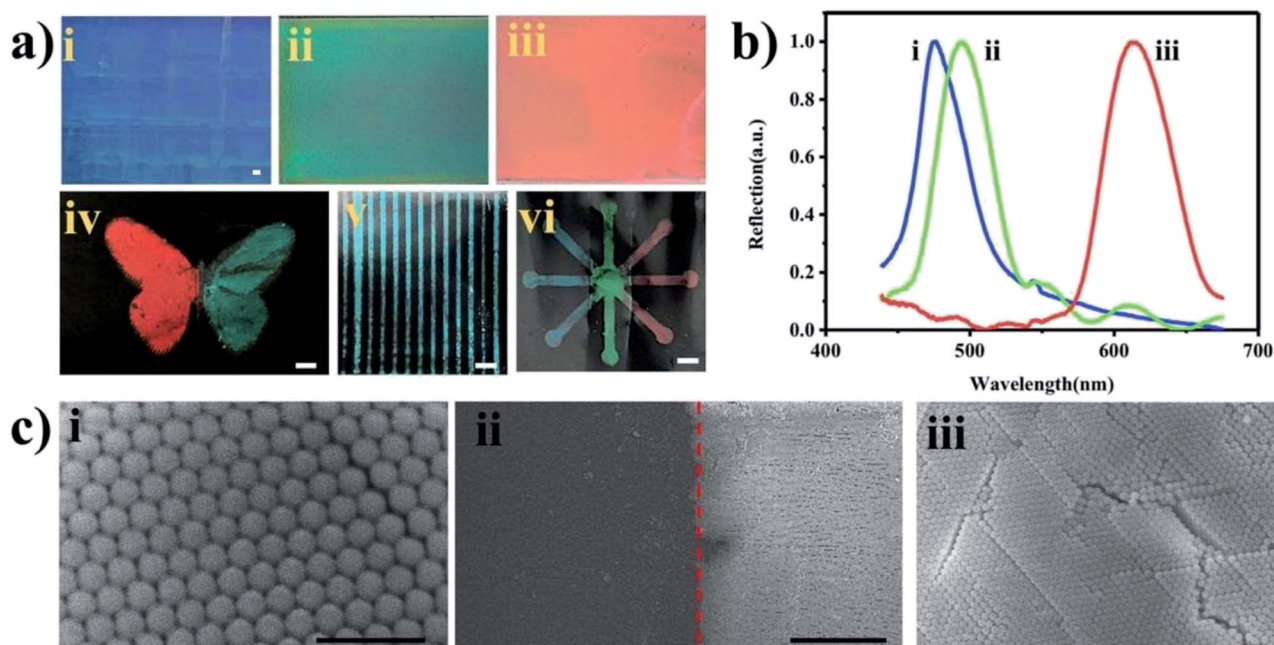 a)
i
ii
iii
iv
v
vi
b)
Reflection(a.u.)
1.0
0.8
0.6
0.4
0.2
0.0
i
ii
iii
400
500
600
700
Wavelength(nm)
c)
i
ii
iii